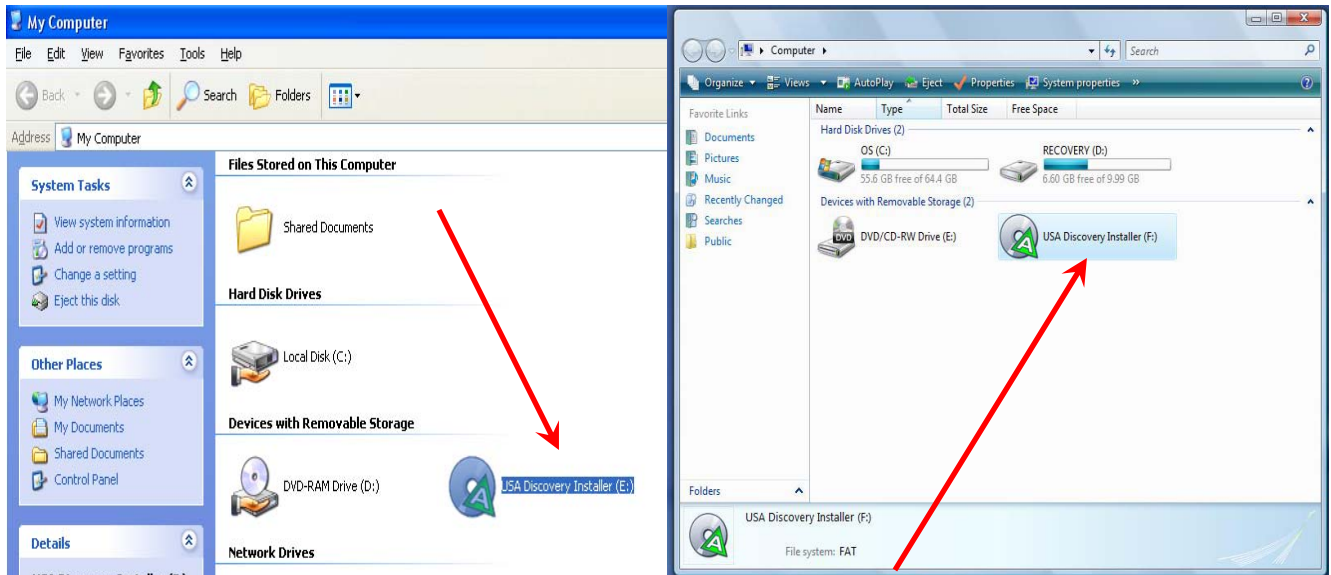 My Computer
File Edit View Favorites Tools Help
Back Search Folders
Address My Computer
System Tasks
View system information
Add or remove programs
Change a setting
Eject this disk
Other Places
My Network Places
My Documents
Shared Documents
Control Panel
Details
Files Stored on This Computer
Shared Documents
Hard Disk Drives
Local Disk (C:)
Devices with Removable Storage
DVD-RAM Drive (D:) USA Discovery Installer (E:)
Network Drives
Computer Search
Organize Views AutoPlay Eject Properties System properties »
Favorite Links
Documents
Pictures
Music
Recently Changed
Searches
Public
Folders
Name Type Total Size Free Space
Hard Disk Drives (2)
OS (C:) RECOVERY (D:)
55.6 GB free of 64.4 GB 6.60 GB free of 9.99 GB
Devices with Removable Storage (2)
DVD DVD/CD-RW Drive (E:) USA Discovery Installer (F:)
USA Discovery Installer (F:)
File system: FAT